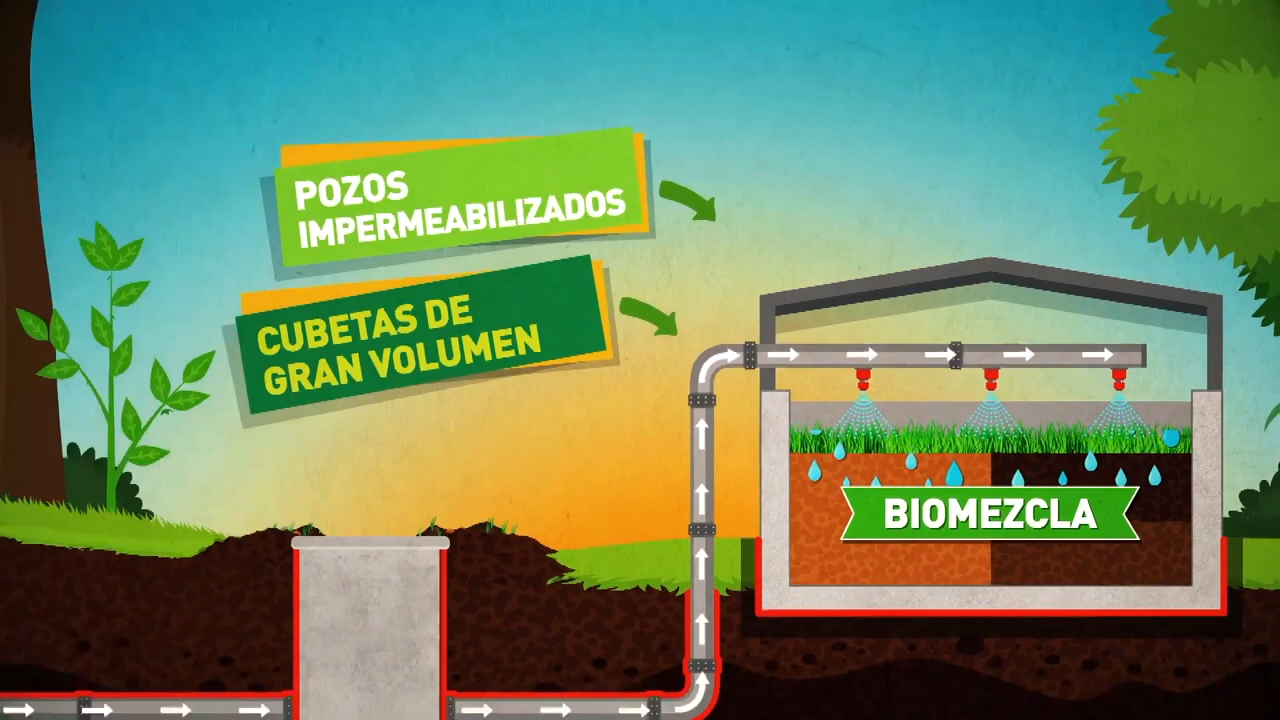 POZOS
IMPERMEABILIZADOS
CUBETAS DE
GRAN VOLUMEN
BIOMEZCLA